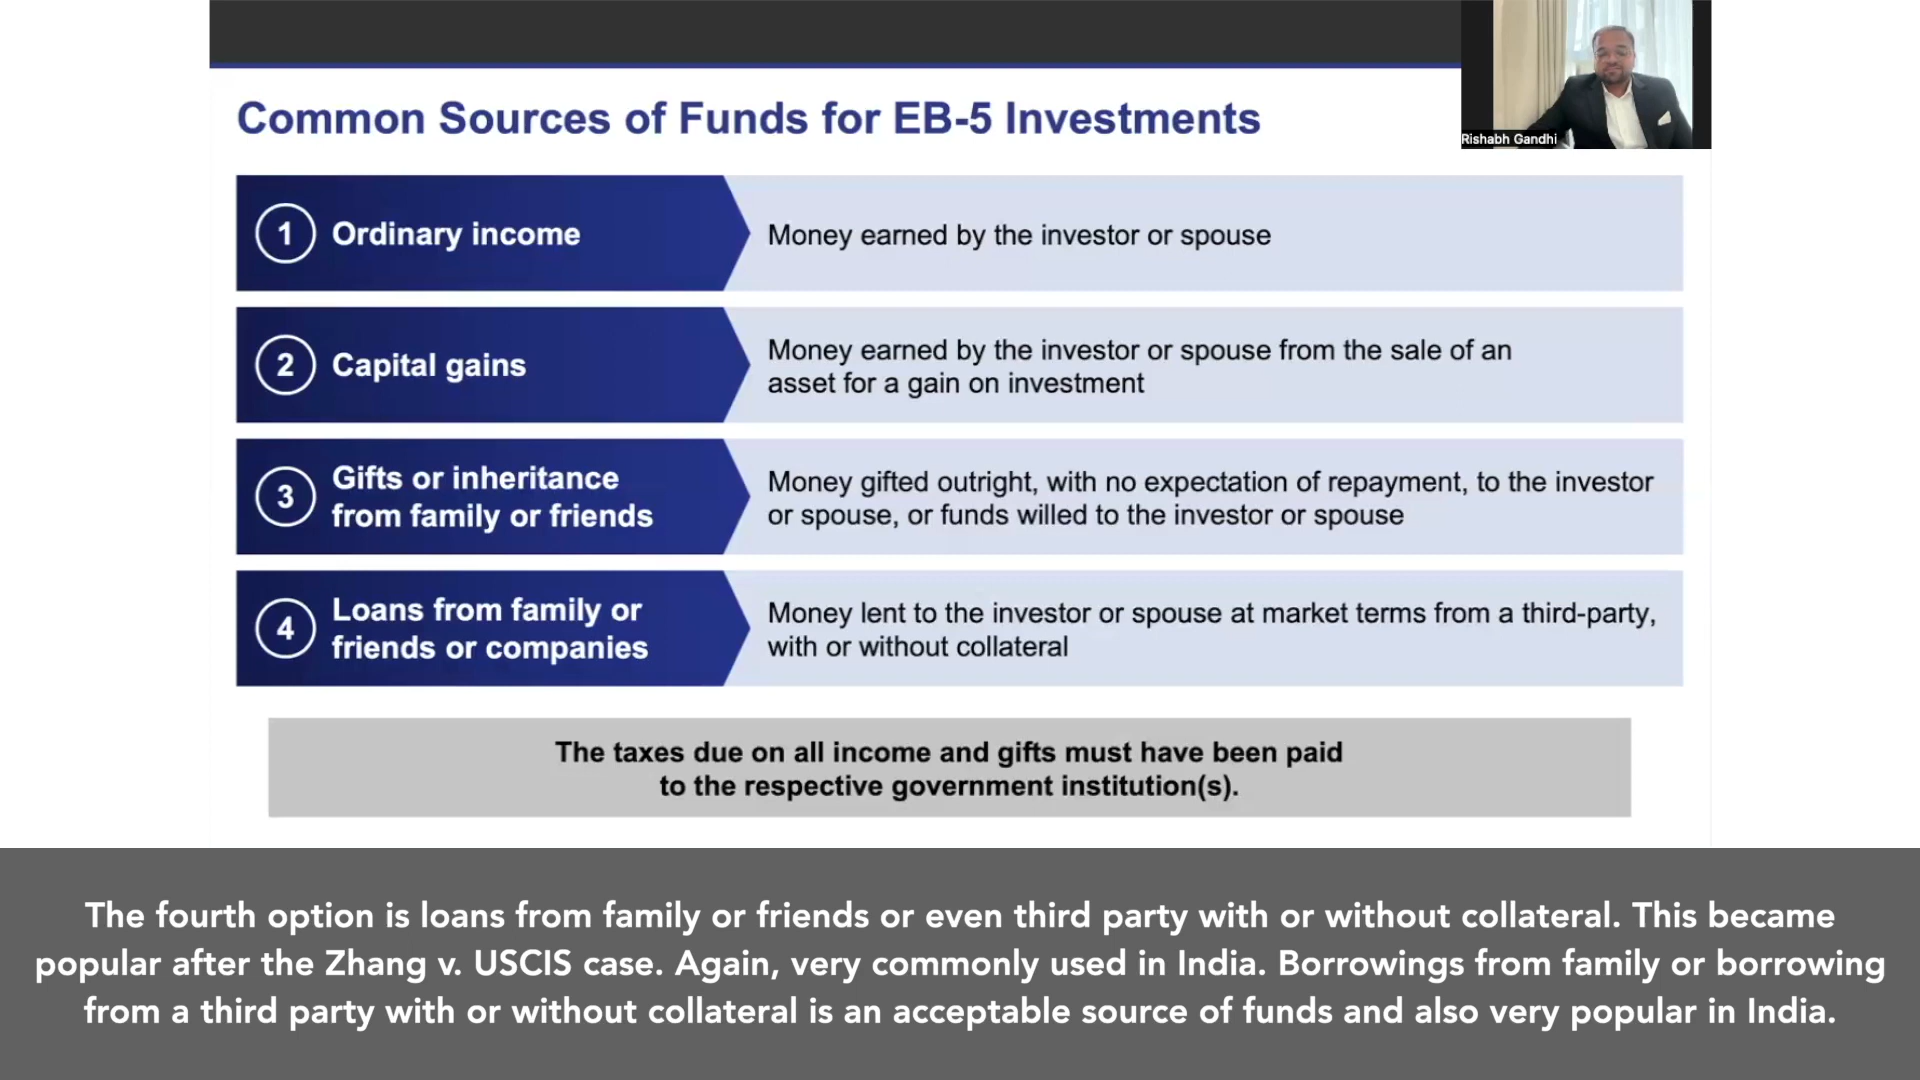 Rishabh Gandhi
Common Sources of Funds for EB-5 Investments
1 Ordinary income
Money earned by the investor or spouse
2 Capital gains
Money earned by the investor or spouse from the sale of an
asset for a gain on investment
3 Gifts or inheritance
from family or friends
Money gifted outright, with no expectation of repayment, to the investor
or spouse, or funds willed to the investor or spouse
4 Loans from family or
friends or companies
Money lent to the investor or spouse at market terms from a third-party,
with or without collateral
The taxes due on all income and gifts must have been paid
to the respective government institution(s).
The fourth option is loans from family or friends or even third party with or without collateral. This became
popular after the Zhang v. USCIS case. Again, very commonly used in India. Borrowings from family or borrowing
from a third party with or without collateral is an acceptable source of funds and also very popular in India.